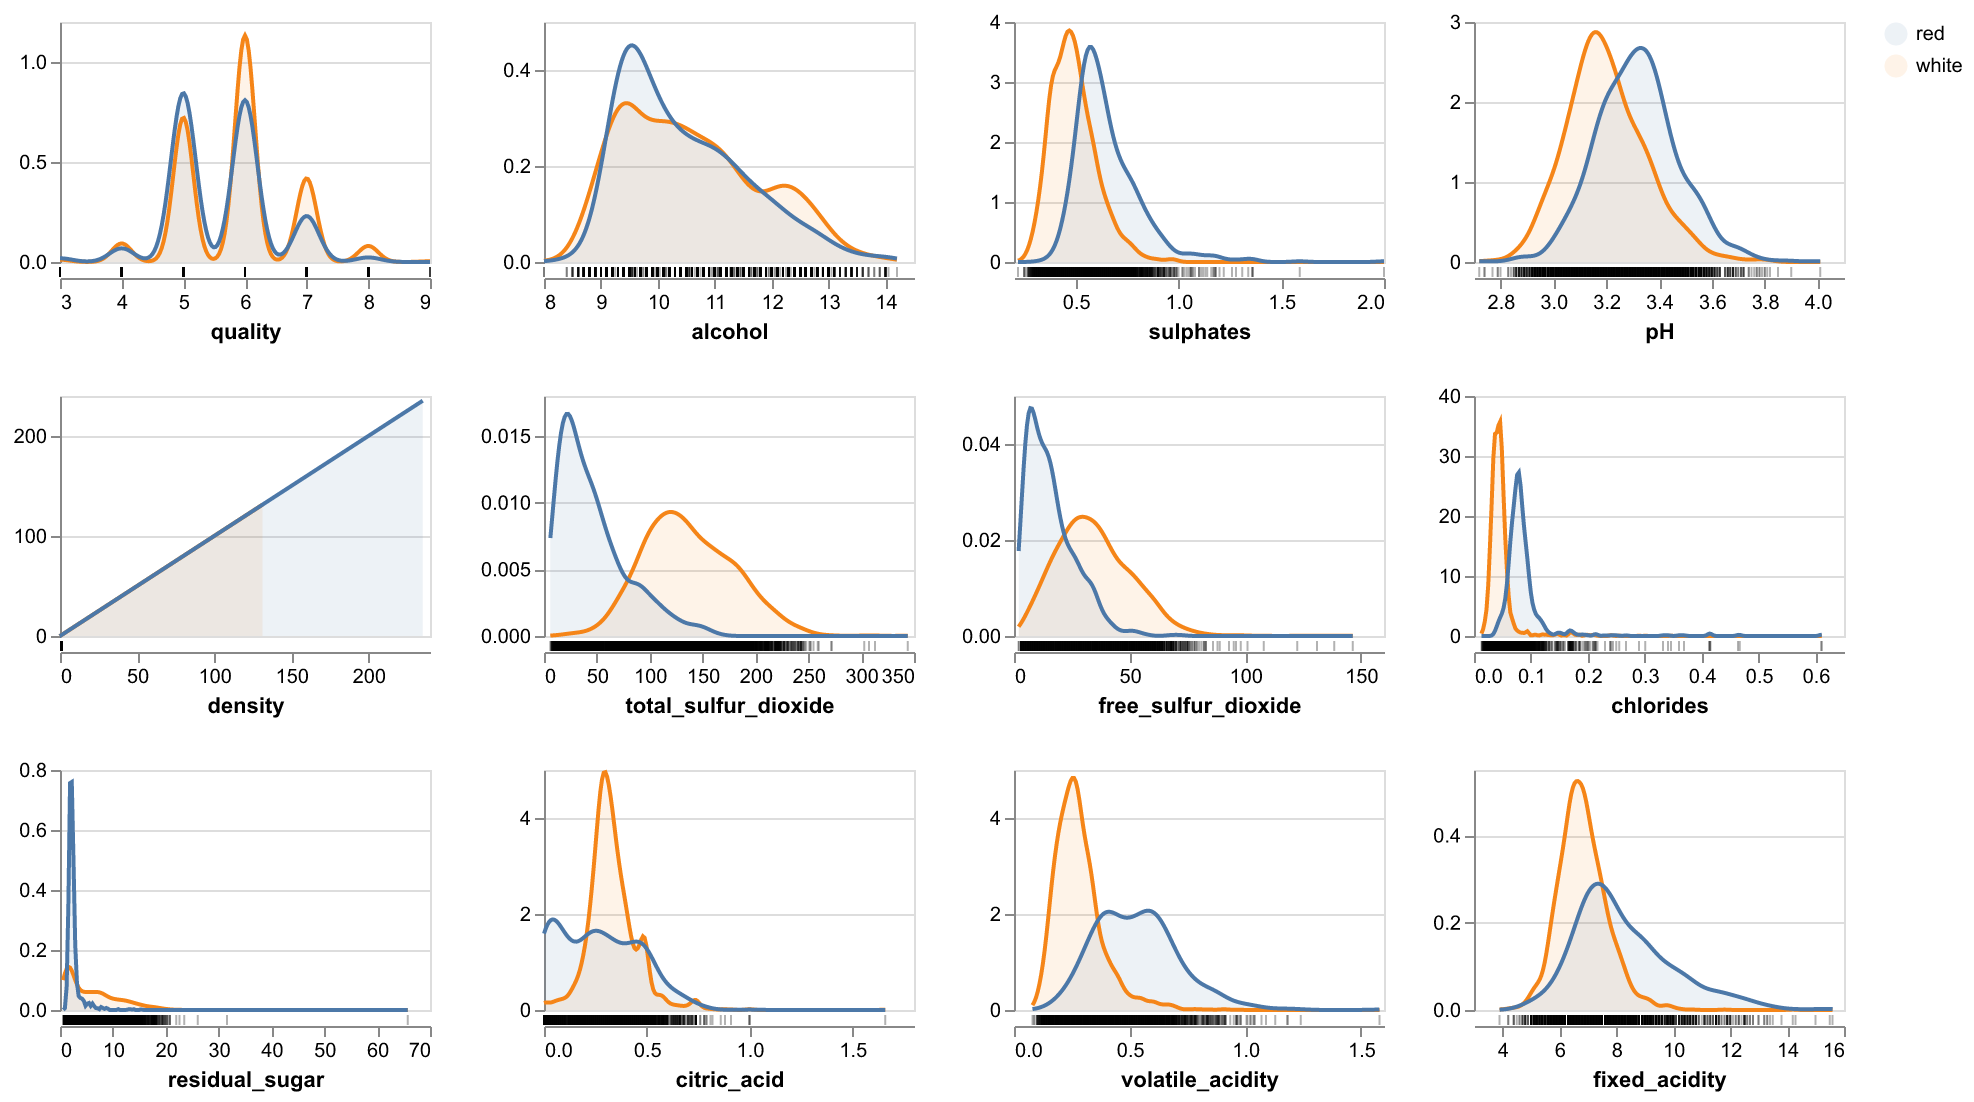 1.0
0.5
0.0
3 4 5 6 7 8 9
quality
0.4
0.2
0.0
8 9 10 11 12 13 14
alcohol
4
3
2
1
0
0.5 1.0 1.5 2.0
sulphates
3
2
1
0
2.8 3.0 3.2 3.4 3.6 3.8 4.0
pH
red
white
200
100
0
0 50 100 150 200
density
0.015
0.010
0.005
0.000
0 50 100 150 200 250 300 350
total_sulfur_dioxide
0.04
0.02
0.00
0 50 100 150
free_sulfur_dioxide
40
30
20
10
0
0.0 0.1 0.2 0.3 0.4 0.5 0.6
chlorides
0.8
0.6
0.4
0.2
0.0
0 10 20 30 40 50 60 70
residual_sugar
4
2
0
0.0 0.5 1.0 1.5
citric_acid
4
2
0
0.0 0.5 1.0 1.5
volatile_acidity
0.4
0.2
0.0
4 6 8 10 12 14 16
fixed_acidity